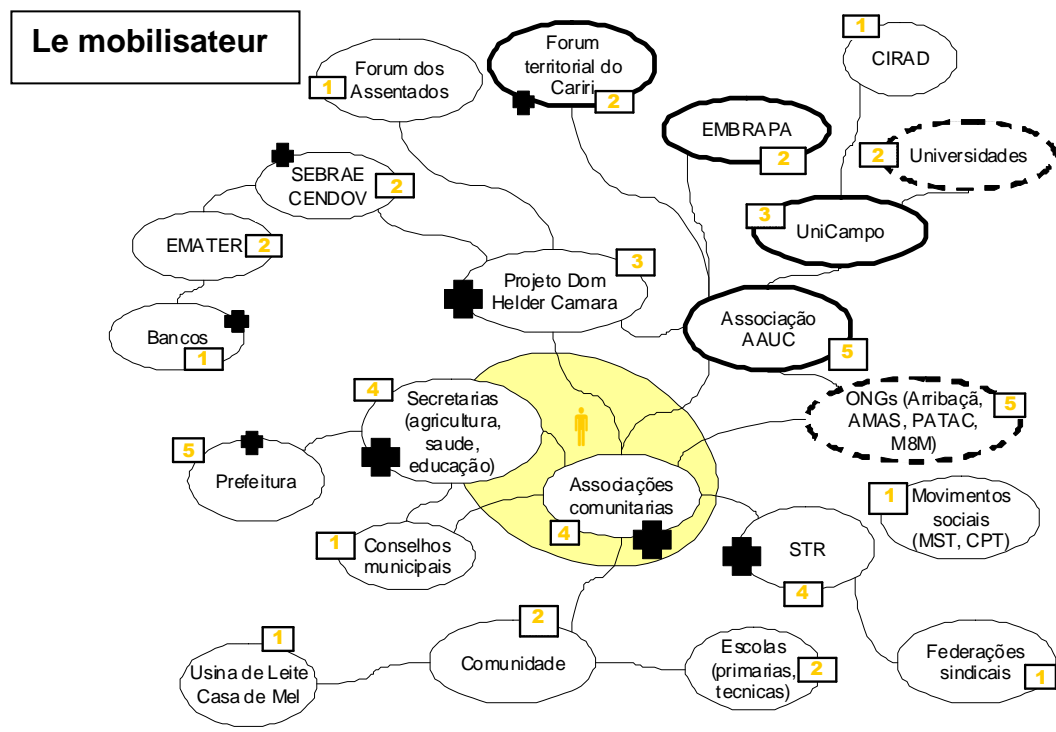 Le mobilisateur
Forum dos
Assentados
1
Forum
territorial do
Cariri
2
1
CIRAD
EMBRAPA
2
2
Universidades
SEBRAE
CENDOV
2
3
UniCampo
EMATER
2
3
Projeto Dom
Helder Camara
Bancos
1
Associação
AAUC
5
4
Secretarias
(agricultura,
saude,
educação)
ONGs (Arribaçã,
AMAS, PATAC,
M8M)
5
5
Prefeitura
Associações
comunitarias
4
1
Movimentos
sociais
(MST, CPT)
1
Conselhos
municipais
STR
4
2
Comunidade
1
Usina de Leite
Casa de Mel
Escolas
(primarias,
tecnicas)
2
Federações
sindicais
1